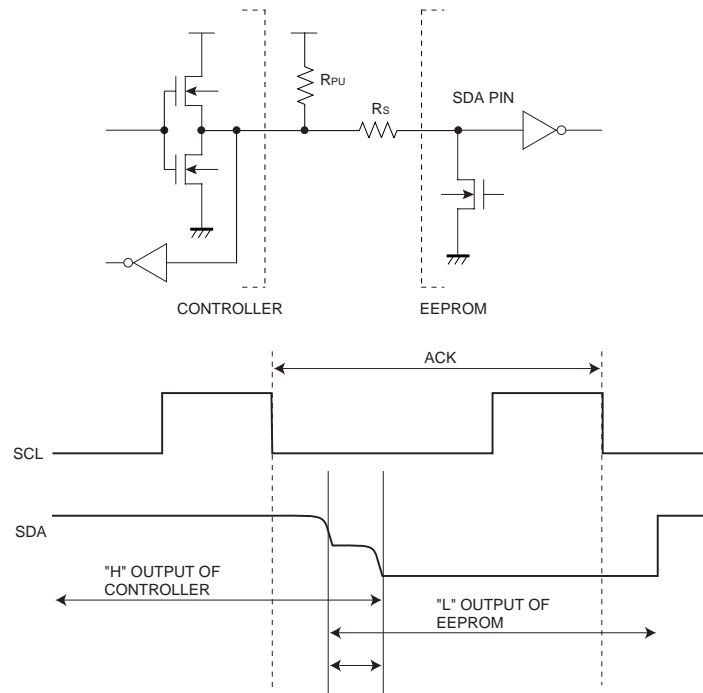 RPU
RS
SDA PIN
CONTROLLER
EEPROM
ACK
SCL
SDA
"H" OUTPUT OF
CONTROLLER
"L" OUTPUT OF
EEPROM